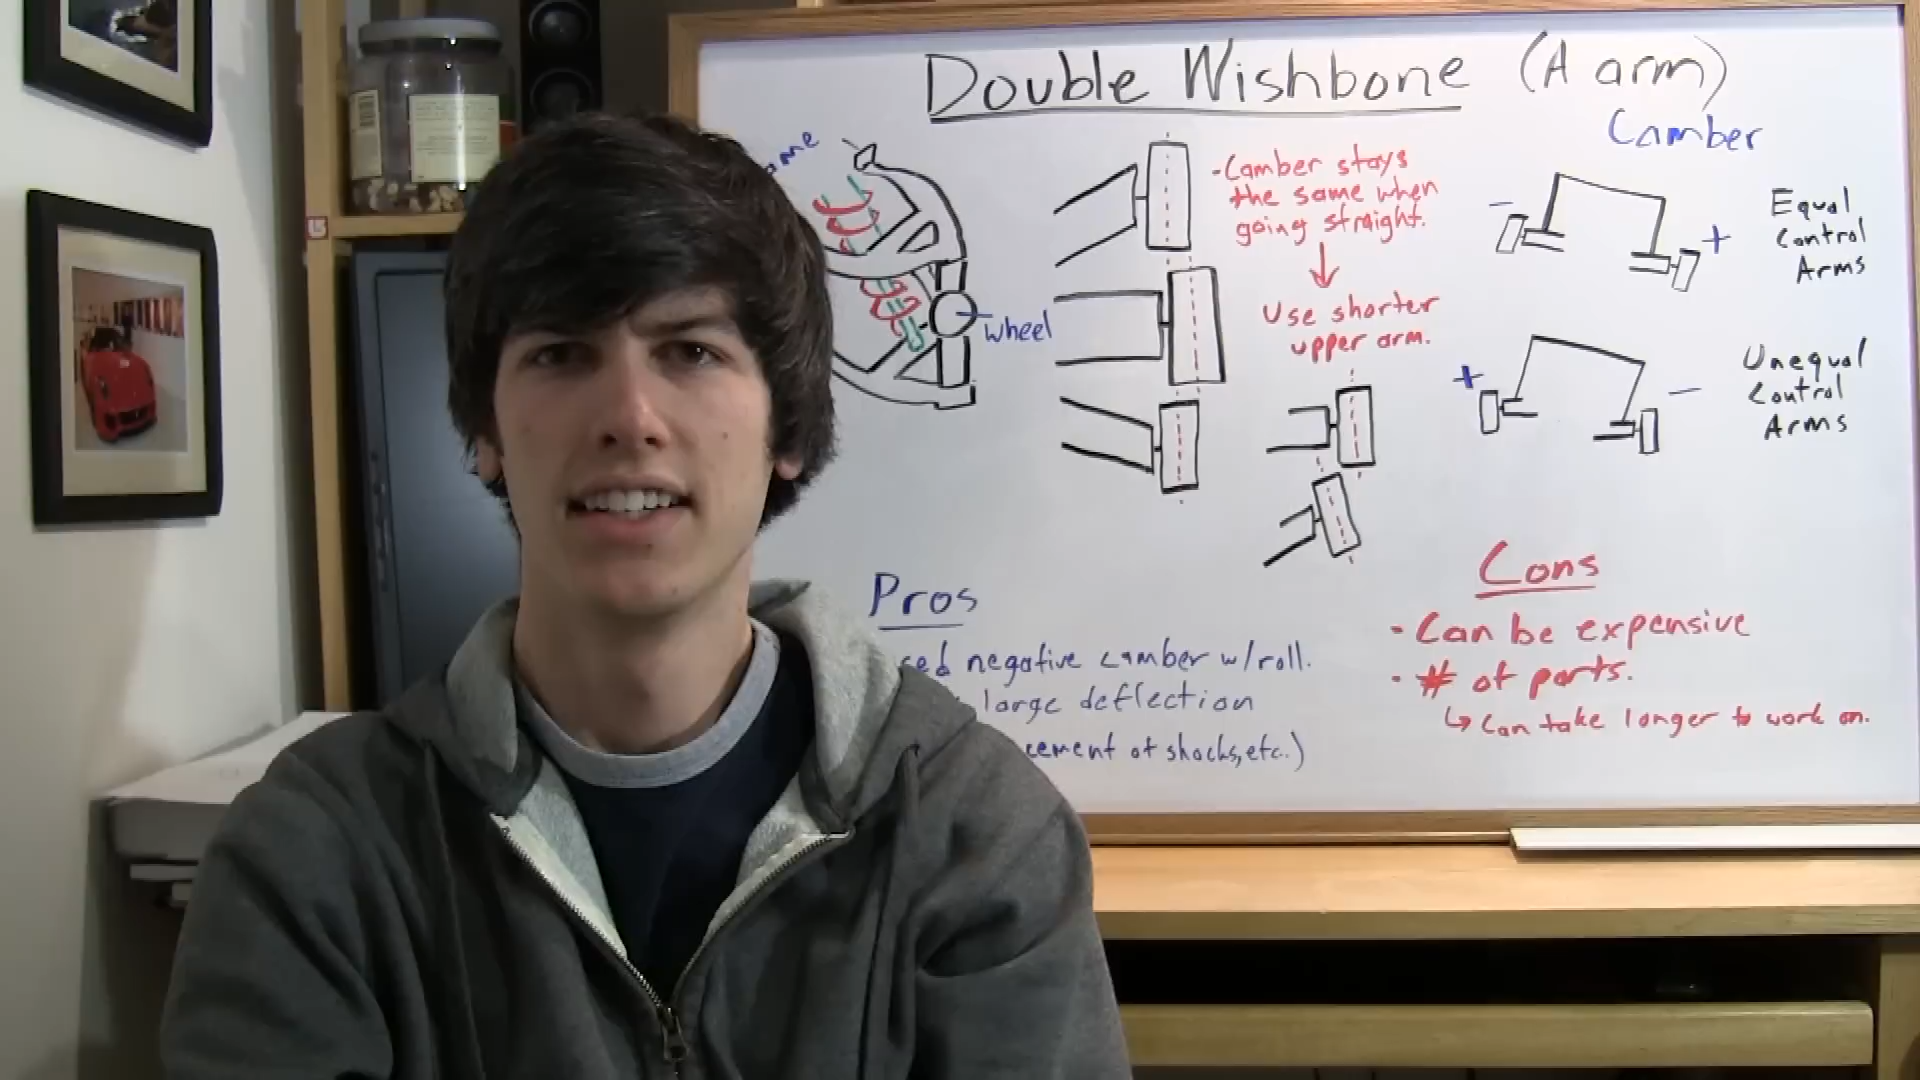 Double Wishbone (A arm)
Camber
wheel
-Camber stays
the same when
going straight.
Use shorter
upper arm.
- +
Equal
Control
Arms
+ -
Unequal
Control
Arms
Pros
negative camber w/roll.
large deflection
of shocks, etc..)
Cons
- Can be expensive
- # of parts.
↳ Can take longer to work on.